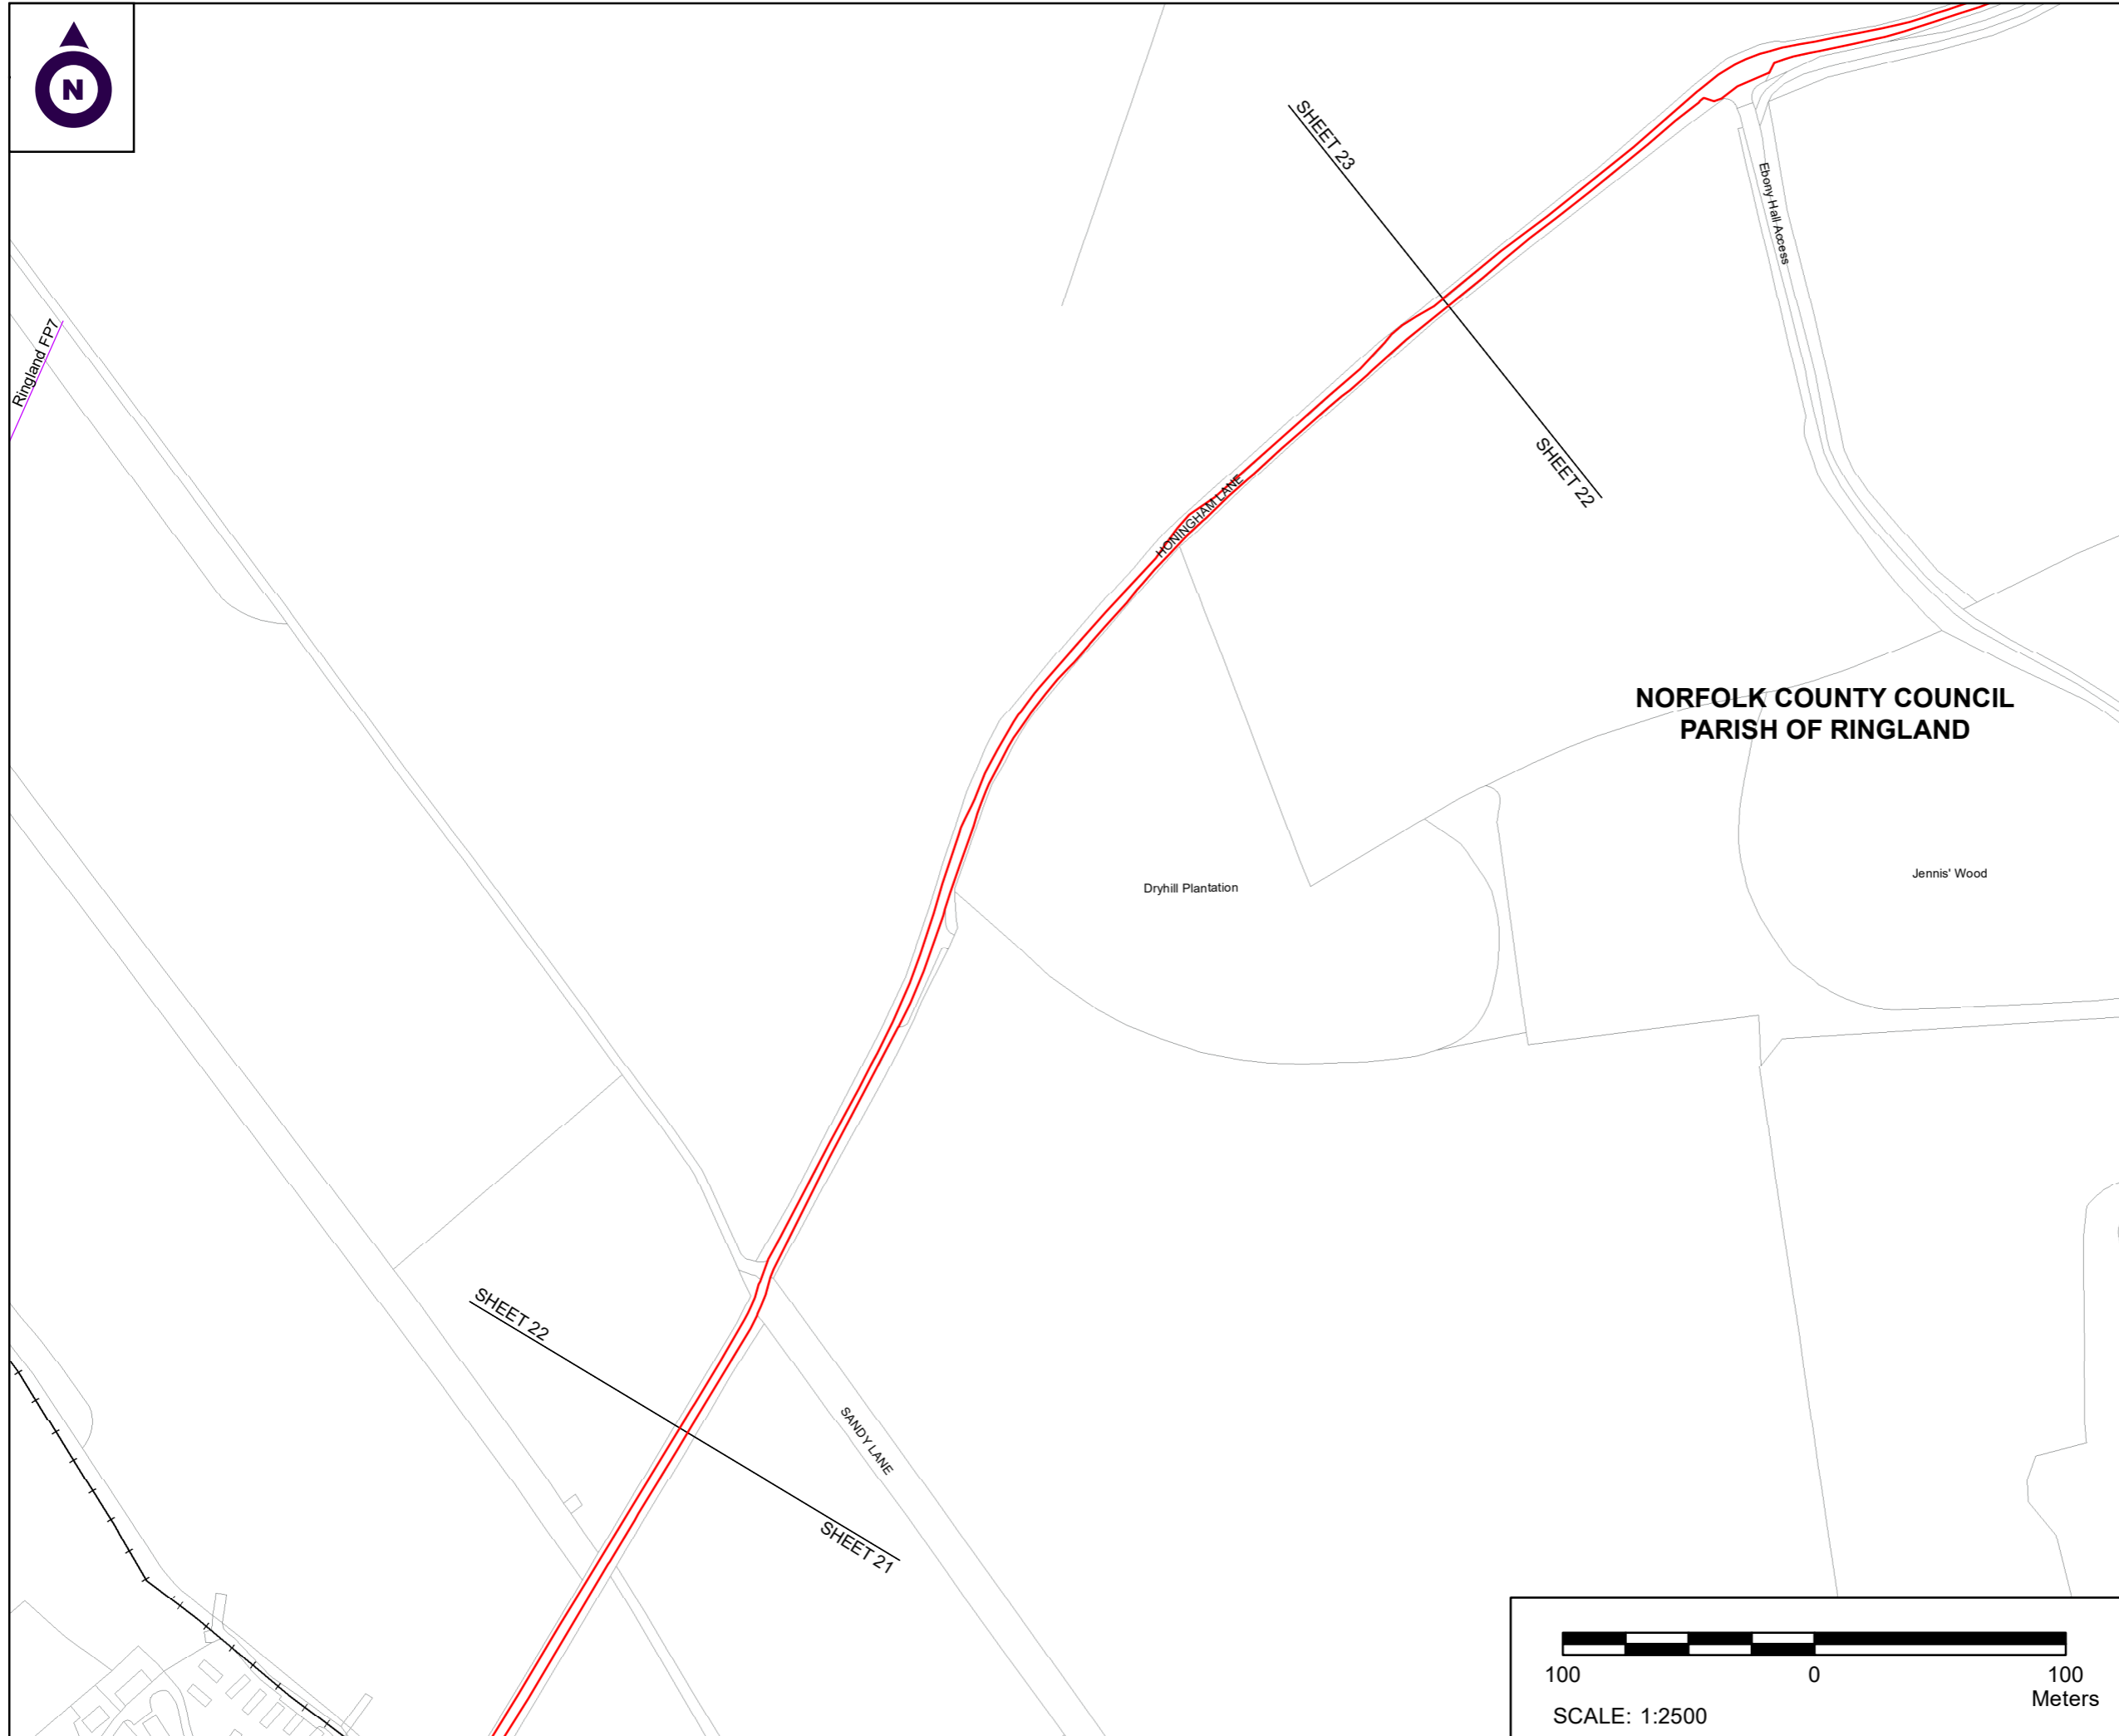 N
SHEET 23
Ebony Hall Access
Ringland FP7
SHEET 22
HONINGHAM LANE
NORFOLK COUNTY COUNCIL
PARISH OF RINGLAND
Jennis' Wood
Dryhill Plantation
SHEET 22
SANDY LANE
SHEET 21
100 0 100
Meters
SCALE: 1:2500